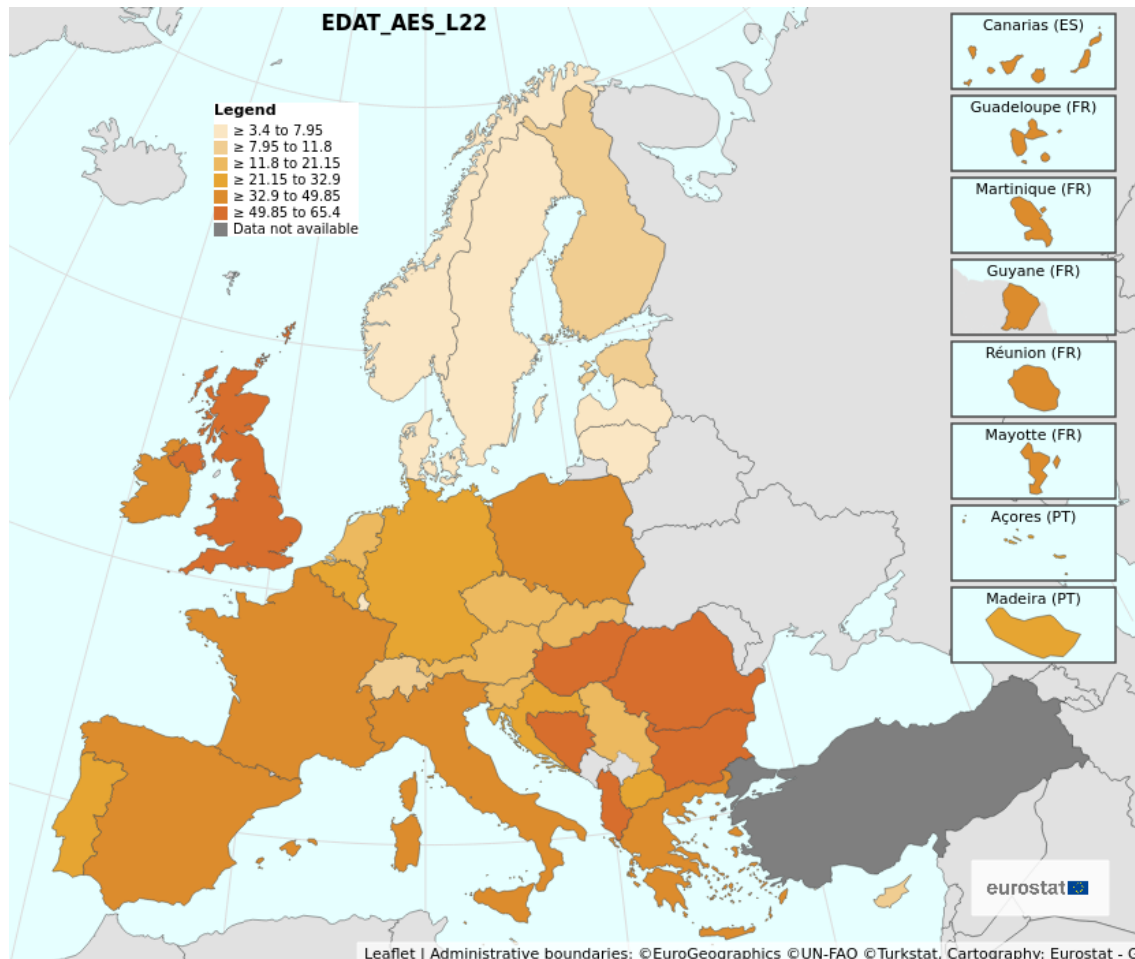 EDAT_AES_L22
Legend
≥ 3.4 to 7.95
≥ 7.95 to 11.8
≥ 11.8 to 21.15
≥ 21.15 to 32.9
≥ 32.9 to 49.85
≥ 49.85 to 65.4
Data not available
Canarias (ES)
Guadeloupe (FR)
Martinique (FR)
Guyane (FR)
Réunion (FR)
Mayotte (FR)
Açores (PT)
Madeira (PT)
eurostat
Leaflet | Administrative boundaries: ©EuroGeographics ©UN-FAO ©Turkstat, Cartography: Eurostat -